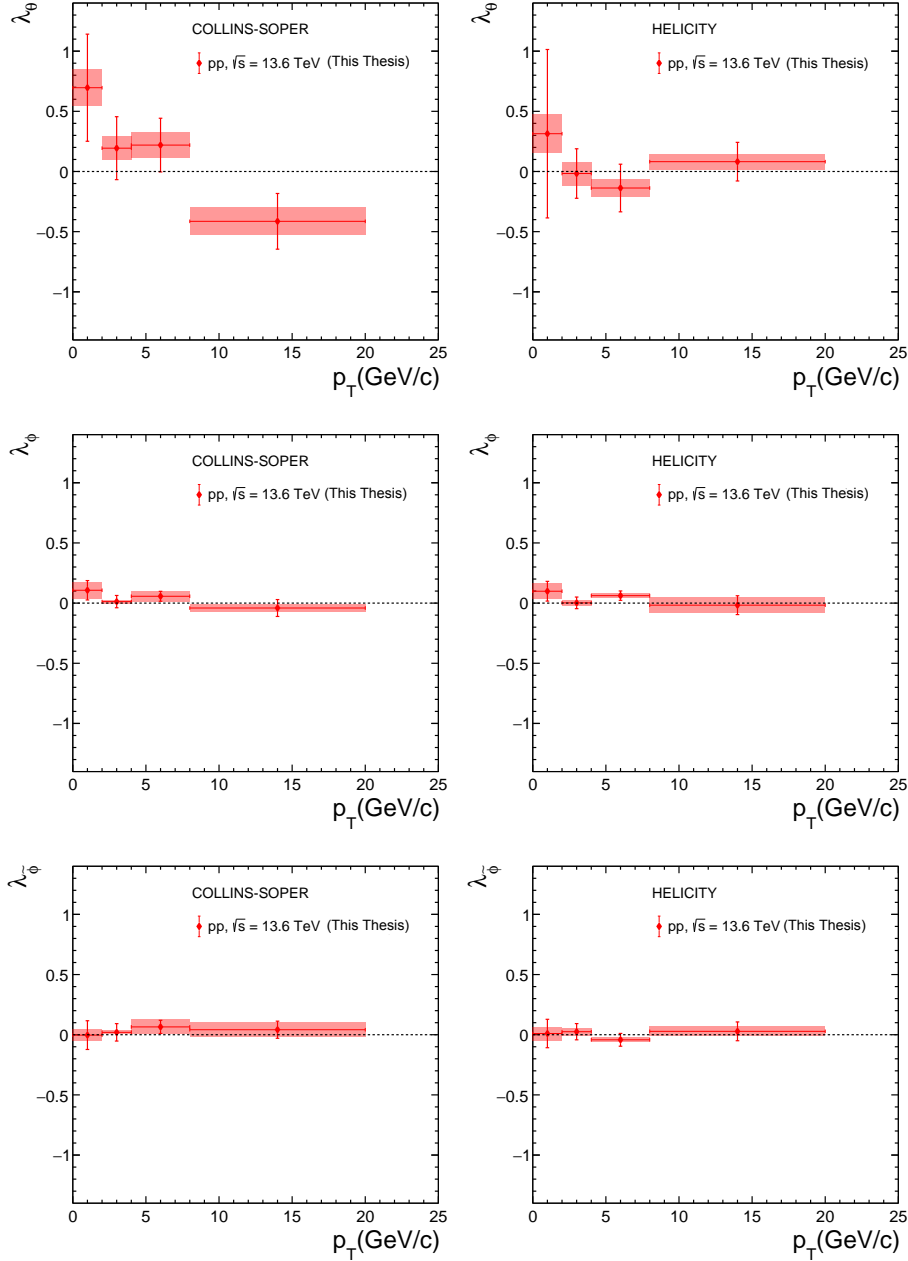 λθ
COLLINS-SOPER
pp, √s = 13.6 TeV (This Thesis)
1
0.5
0
−0.5
−1
0 5 10 15 20 25
pT(GeV/c)
λθ
HELICITY
pp, √s = 13.6 TeV (This Thesis)
1
0.5
0
−0.5
−1
0 5 10 15 20 25
pT(GeV/c)
λϕ
COLLINS-SOPER
pp, √s = 13.6 TeV (This Thesis)
1
0.5
0
−0.5
−1
0 5 10 15 20 25
pT(GeV/c)
λϕ
HELICITY
pp, √s = 13.6 TeV (This Thesis)
1
0.5
0
−0.5
−1
0 5 10 15 20 25
pT(GeV/c)
λϕ̃
COLLINS-SOPER
pp, √s = 13.6 TeV (This Thesis)
1
0.5
0
−0.5
−1
0 5 10 15 20 25
pT(GeV/c)
λϕ̃
HELICITY
pp, √s = 13.6 TeV (This Thesis)
1
0.5
0
−0.5
−1
0 5 10 15 20 25
pT(GeV/c)